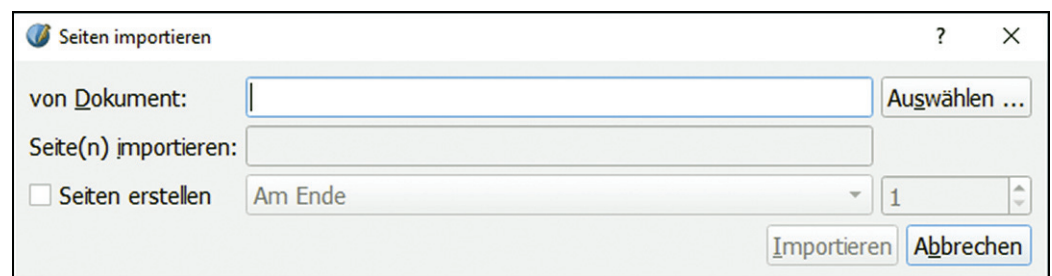 Seiten importieren ? ×
von Dokument: Auswählen ...
Seite(n) importieren:
Seiten erstellen Am Ende 1
Importieren Abbrechen